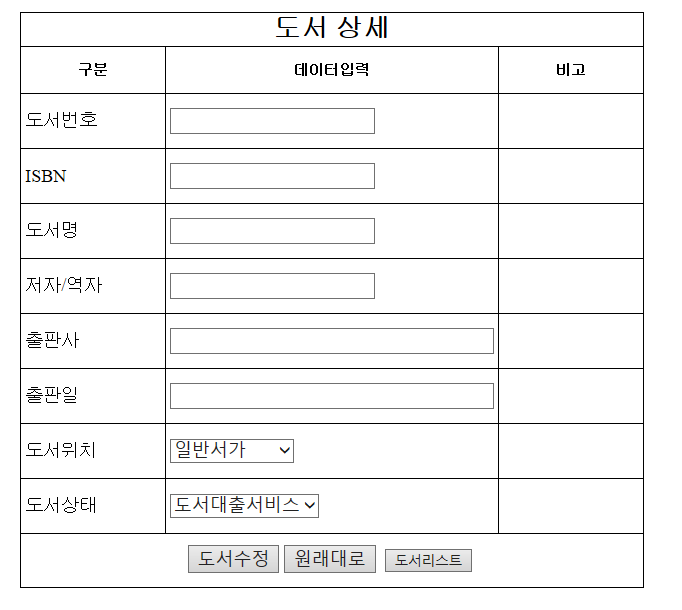 도서 상세
구분 데이터입력 비고
도서번호
ISBN
도서명
저자/역자
출판사
출판일
도서위치 일반서가
도서상태 도서대출서비스
도서수정 원래대로 도서리스트